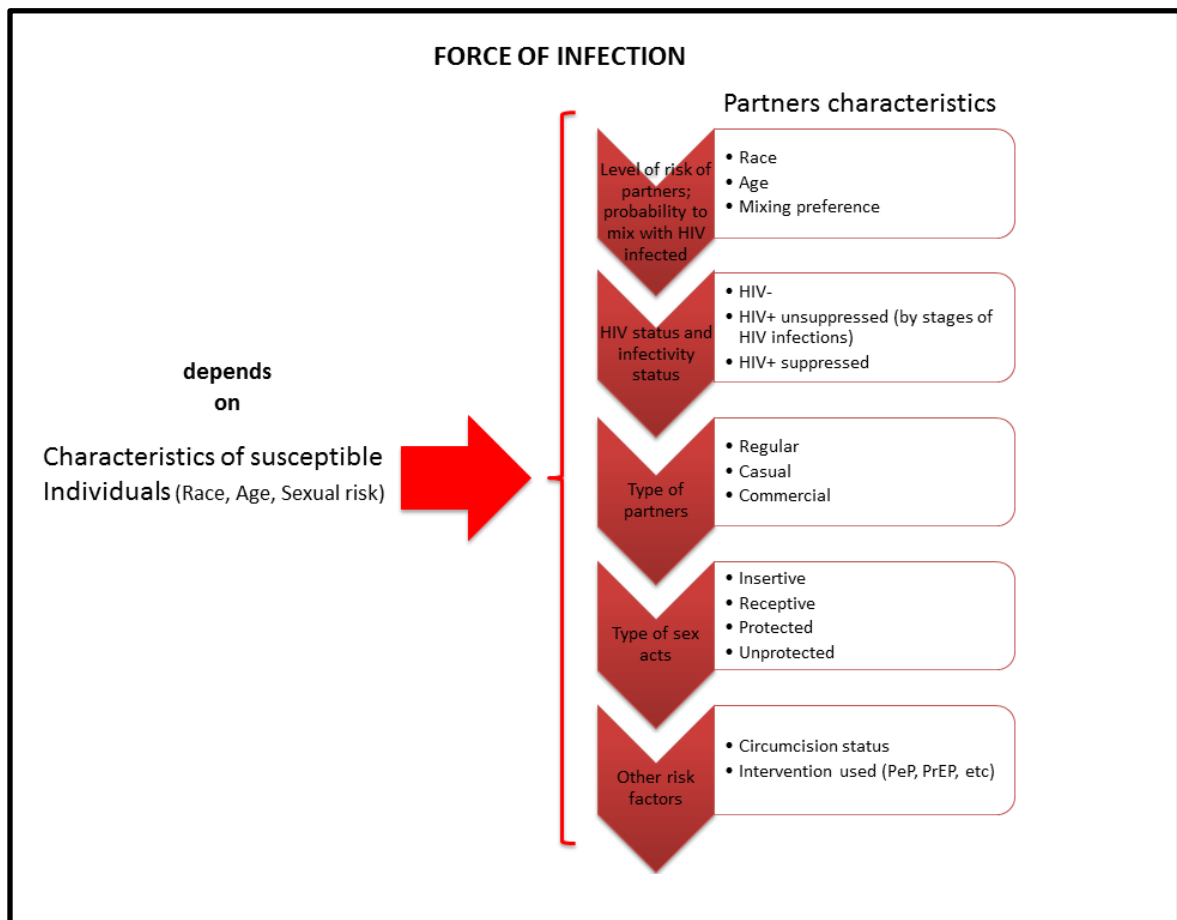 FORCE OF INFECTION
depends
on
Characteristics of susceptible
Individuals (Race, Age, Sexual risk)
Partners characteristics
Level of risk of
partners;
probability to
mix with HIV
infected
• Race
• Age
• Mixing preference
HIV status and
infectivity
status
• HIV-
• HIV+ unsuppressed (by stages of
HIV infections)
• HIV+ suppressed
Type of
partners
• Regular
• Casual
• Commercial
Type of sex
acts
• Insertive
• Receptive
• Protected
• Unprotected
Other risk
factors
• Circumcision status
• Intervention used (PeP, PrEP, etc)